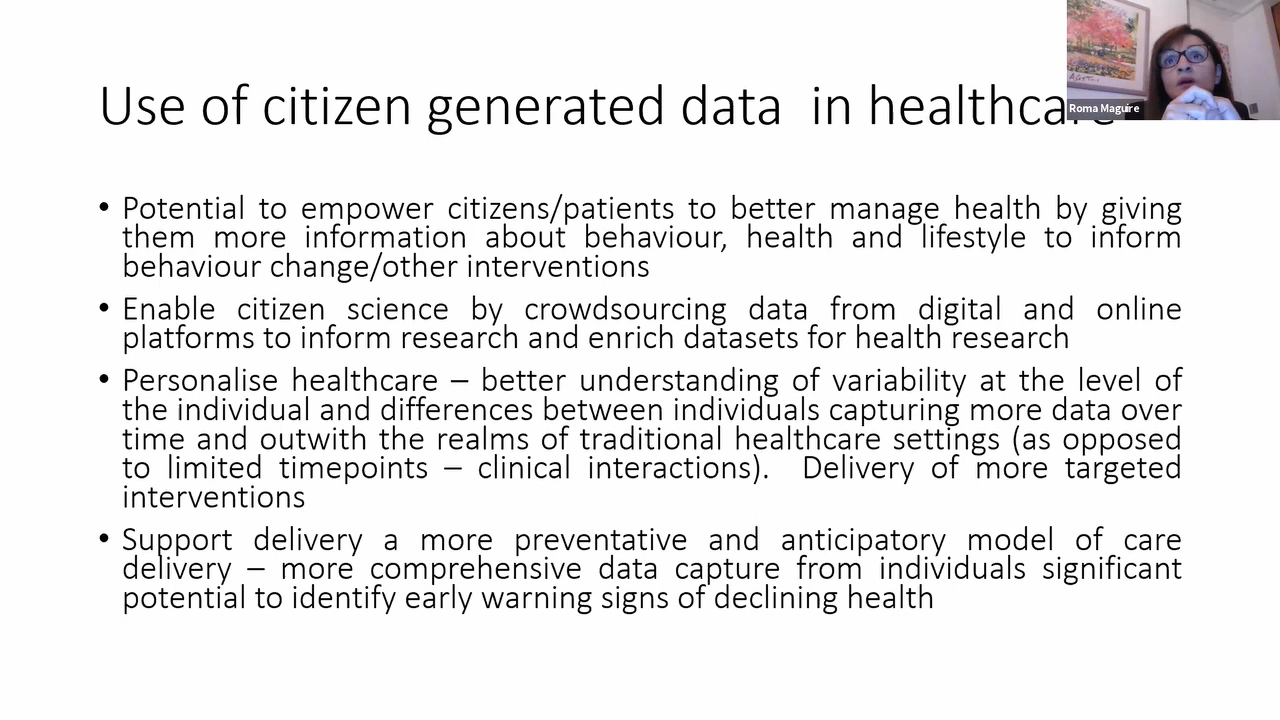 Use of citizen generated data in healthcare
Roma Maguire
• Potential to empower citizens/patients to better manage health by giving
them more information about behaviour, health and lifestyle to inform
behaviour change/other interventions
• Enable citizen science by crowdsourcing data from digital and online
platforms to inform research and enrich datasets for health research
• Personalise healthcare – better understanding of variability at the level of
the individual and differences between individuals capturing more data over
time and outwith the realms of traditional healthcare settings (as opposed
to limited timepoints – clinical interactions). Delivery of more targeted
interventions
• Support delivery a more preventative and anticipatory model of care
delivery – more comprehensive data capture from individuals significant
potential to identify early warning signs of declining health